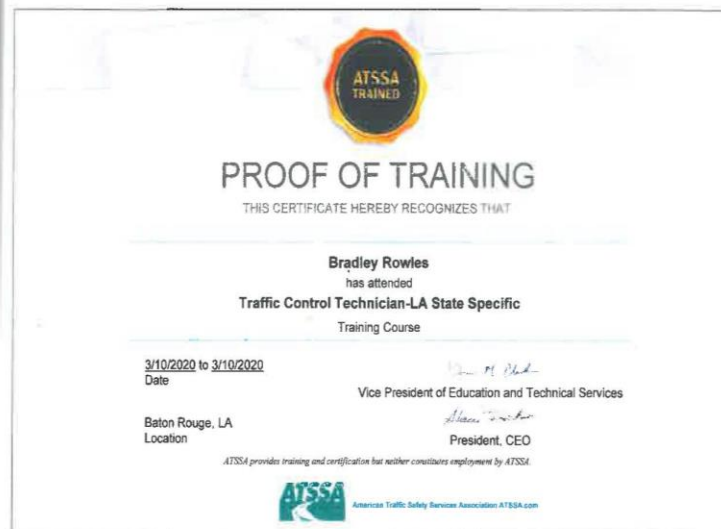 ATSSA
TRAINED
PROOF OF TRAINING
THIS CERTIFICATE HEREBY RECOGNIZES THAT
Bradley Rowles
has attended
Traffic Control Technician-LA State Specific
Training Course
3/10/2020 to 3/10/2020
Date
Vice President of Education and Technical Services
Baton Rouge, LA
Location
President, CEO
ATSSA provides training and certification but neither constitutes employment by ATSSA.
ATSSA
American Traffic Safety Services Association ATSSA.com